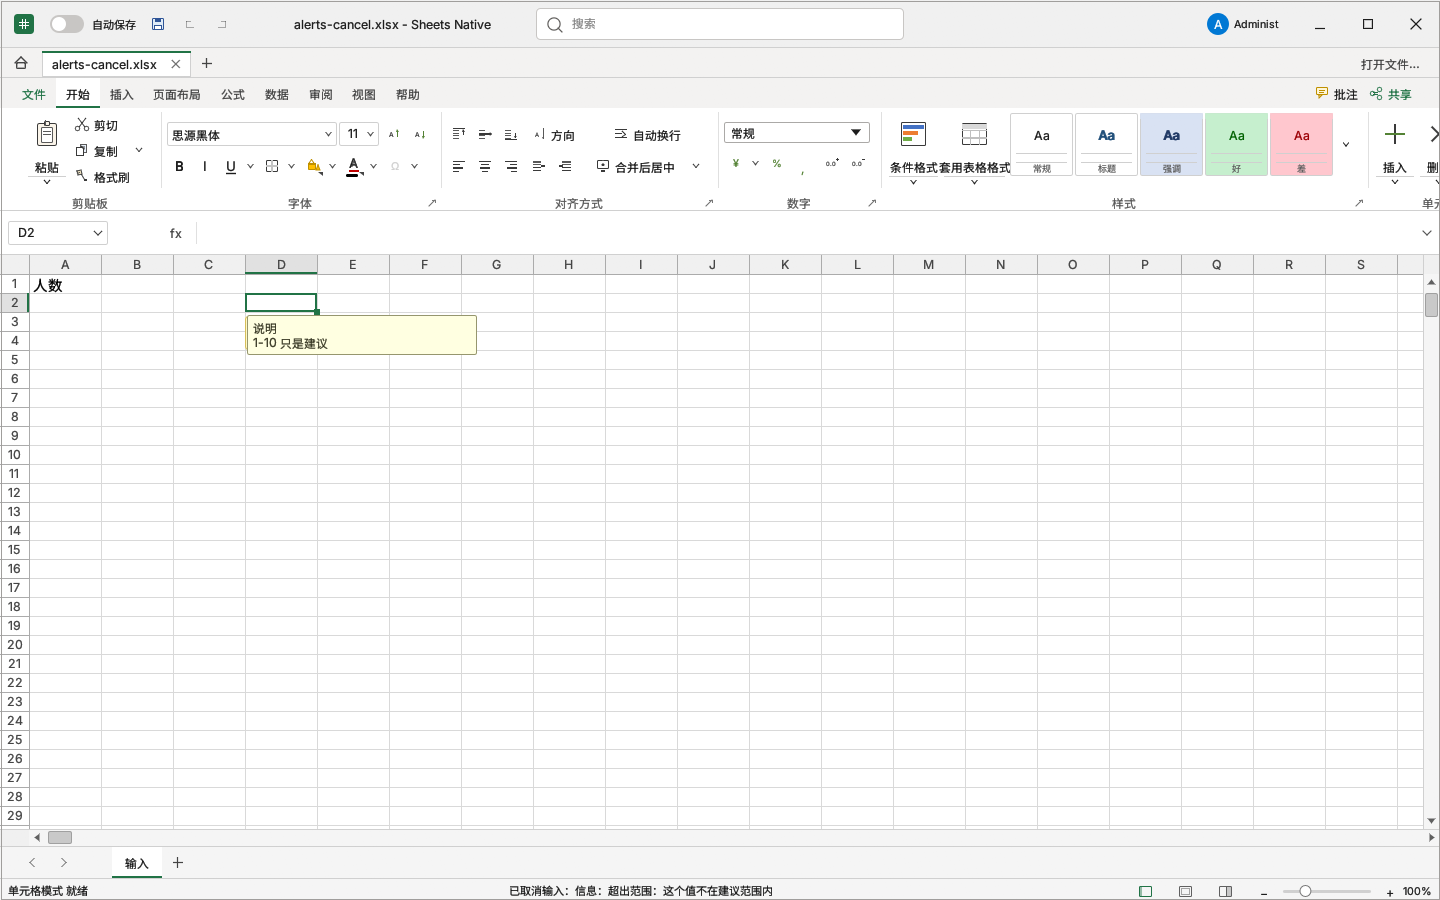 自动保存
alerts-cancel.xlsx - Sheets Native
搜索
A Administ
alerts-cancel.xlsx
打开文件...
文件 开始 插入 页面布局 公式 数据 审阅 视图 帮助
批注 共享
粘贴 剪切 复制 格式刷
剪贴板
思源黑体 11 A A
B I U A Ω
字体
方向 自动换行
合并后居中
对齐方式
常规
¥ % , 0.0 0.0
数字
条件格式 套用表格格式
Aa 常规
Aa 标题
Aa 强调
Aa 好
Aa 差
样式
插入 删
单元
D2 fx
A B C D E F G H I J K L M N O P Q R S
1 人数
2
3
4
说明
1-10 只是建议
5
6
7
8
9
10
11
12
13
14
15
16
17
18
19
20
21
22
23
24
25
26
27
28
29
输入
单元格模式 就绪
已取消输入：信息：超出范围：这个值不在建议范围内
100%